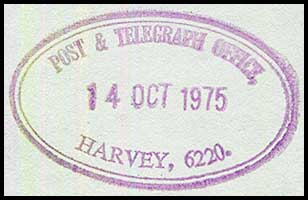 POST & TELEGRAPH OFFICE,
14 OCT 1975
HARVEY, 6220.